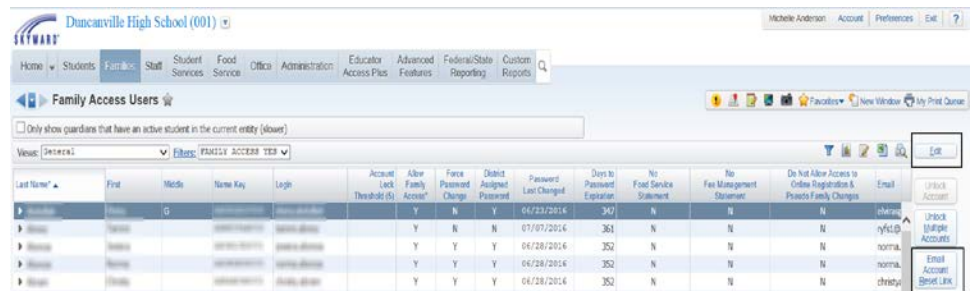 Duncanville High School (001)
Michelle Anderson Account Preferences Exit ?
SKYWARD
Home Students Families Staff Student Services Food Service Office Administration Educator Access Plus Advanced Features Federal/State Reporting Custom Reports
Family Access Users
Favorites New Window My Print Queue
Only show guardians that have an active student in the current entity (slower)
Views: General Filters: FAMILY ACCESS YES
Edit
Last Name* First Middle Name Key Login Account Lock Threshold (5) Allow Family Access* Force Password Change District Assigned Password Password Last Changed Days to Password Expiration No Food Service Statement No Fee Management Statement Do Not Allow Access to Online Registration & Pseudo Family Changes Email
Unlock Account
G Y N Y 06/23/2016 347 N N N
Y N N 07/07/2016 361 N N N
Unlock Multiple Accounts
Y Y Y 06/28/2016 352 N N N norma.
Y Y Y 06/28/2016 352 N N N norma.
Y Y Y 06/28/2016 352 N N N christy
Email Account Reset Link